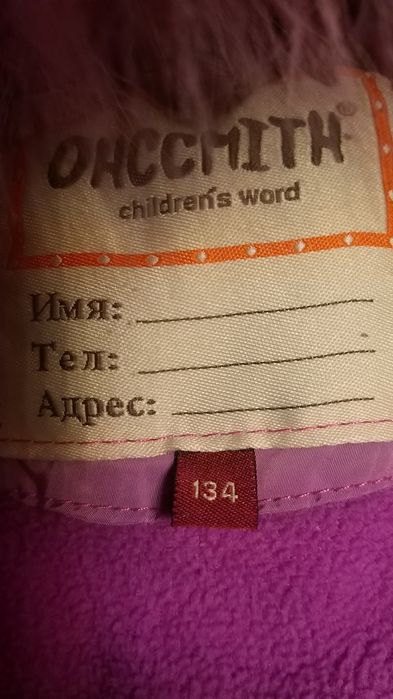 OHCCMITH
children's word
Имя:
Тел:
Адрес:
134